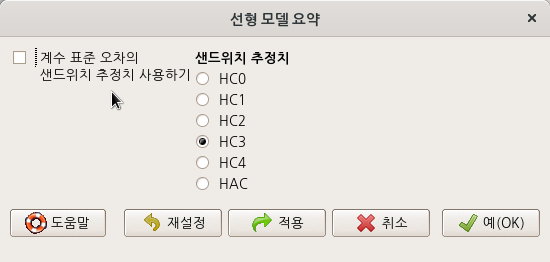 선형 모델 요약
계수 표준 오차의
샌드위치 추정치 사용하기
샌드위치 추정치
HC0
HC1
HC2
HC3
HC4
HAC
도움말
재설정
적용
취소
예(OK)